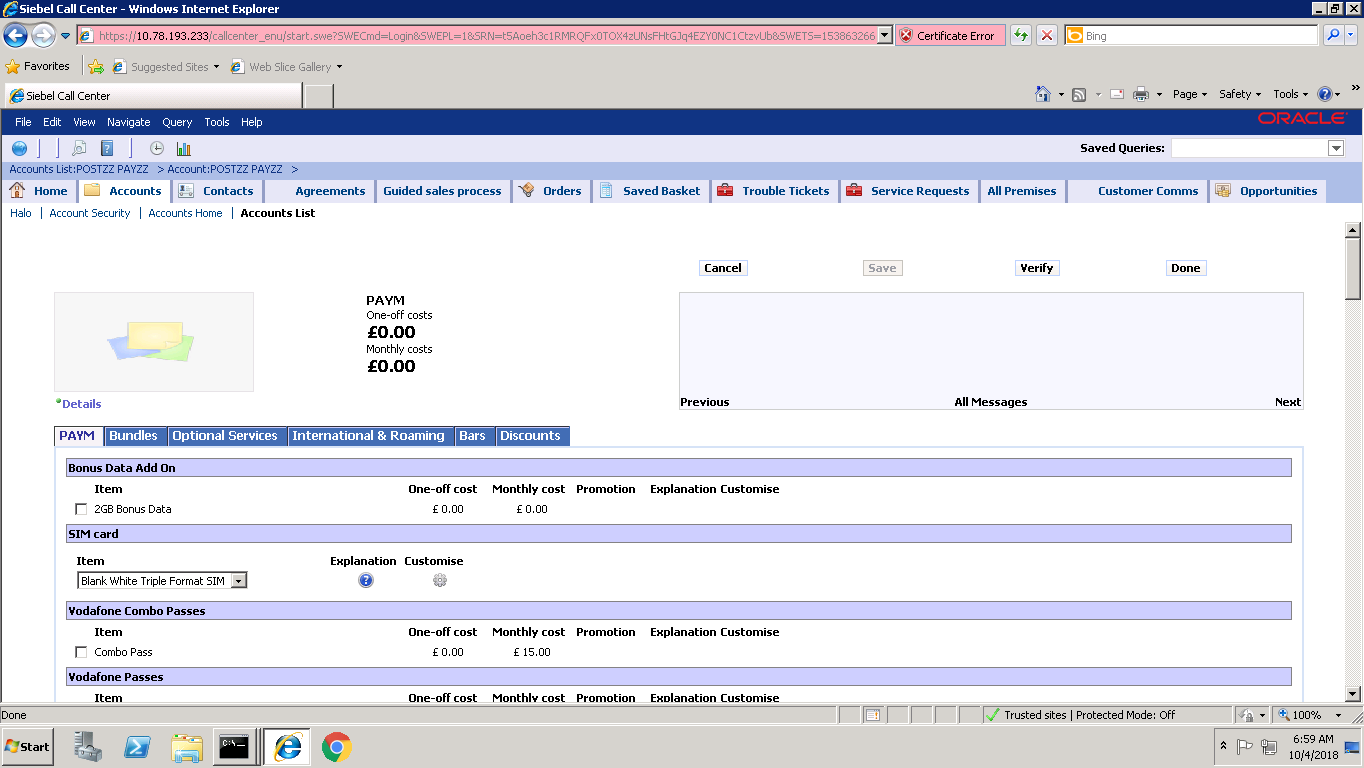 Siebel Call Center - Windows Internet Explorer
https://10.78.193.233/callcenter_enu/start.swe?SWECmd=Login&SWEPL=1&SRN=t5Aoeh3c1RMRQFx0TOX4zUNsFHtGJq4EZY0NC1CtzvUb&SWETS=153863266 Certificate Error Bing
Favorites Suggested Sites Web Slice Gallery
Siebel Call Center Page Safety Tools
File Edit View Navigate Query Tools Help ORACLE
Saved Queries:
Accounts List:POSTZZ PAYZZ > Account:POSTZZ PAYZZ >
Home Accounts Contacts Agreements Guided sales process Orders Saved Basket Trouble Tickets Service Requests All Premises Customer Comms Opportunities
Halo | Account Security | Accounts Home | Accounts List
Cancel Save Verify Done
PAYM
One-off costs
£0.00
Monthly costs
£0.00
Previous All Messages Next
Details
PAYM Bundles Optional Services International & Roaming Bars Discounts
Bonus Data Add On
Item One-off cost Monthly cost Promotion Explanation Customise
2GB Bonus Data £ 0.00 £ 0.00
SIM card
Item Explanation Customise
Blank White Triple Format SIM
Vodafone Combo Passes
Item One-off cost Monthly cost Promotion Explanation Customise
Combo Pass £ 0.00 £ 15.00
Vodafone Passes
Item One-off cost Monthly cost Promotion Explanation Customise
Done Trusted sites | Protected Mode: Off 100%
Start 6:59 AM
10/4/2018